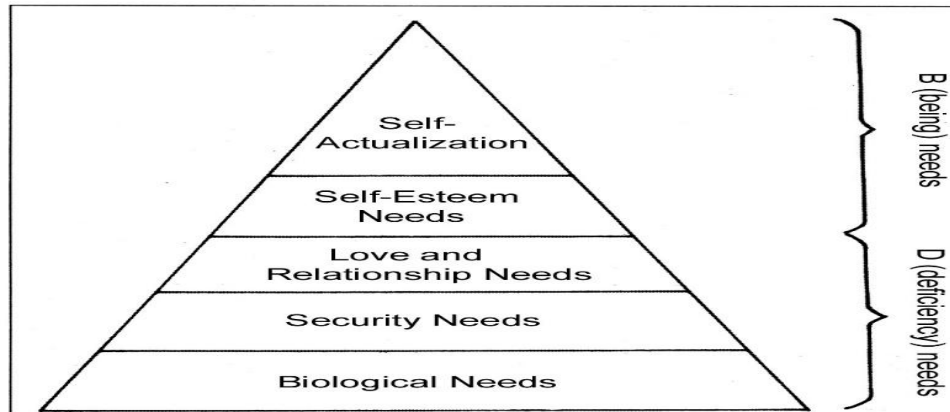 Self-
Actualization
Self-Esteem
Needs
Love and
Relationship Needs
Security Needs
Biological Needs
B (being) needs
D (deficiency) needs